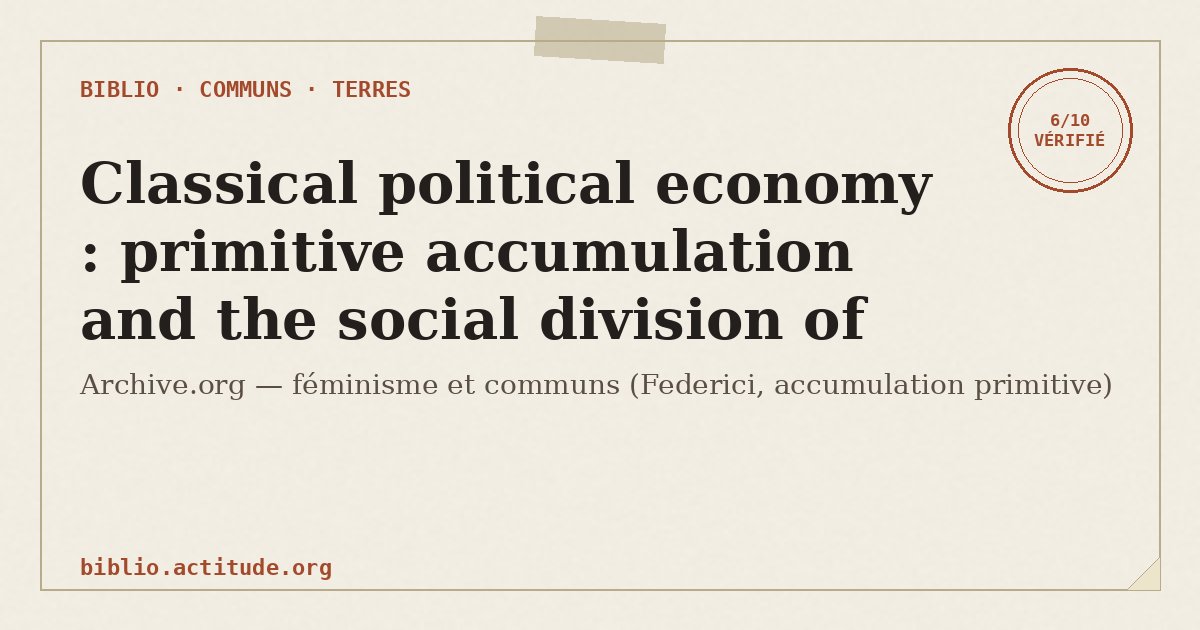 BIBLIO · COMMUNS · TERRES
6/10
VÉRIFIÉ
Classical political economy
: primitive accumulation
and the social division of
Archive.org — féminisme et communs (Federici, accumulation primitive)
biblio.actitude.org